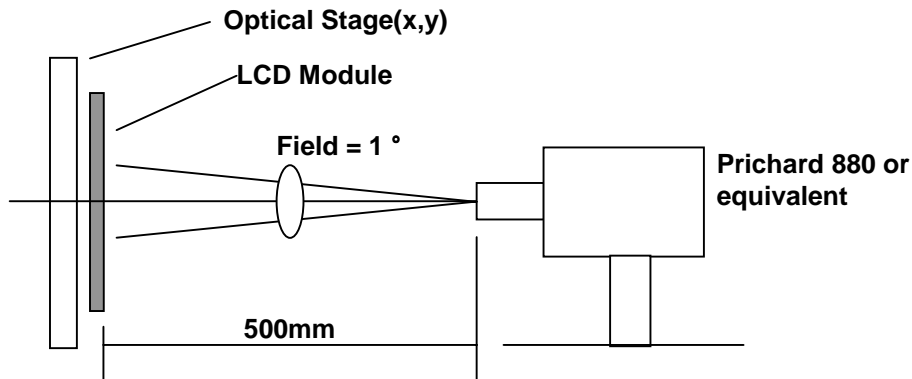 Optical Stage(x,y)
LCD Module
Field = 1 °
Prichard 880 or
equivalent
500mm